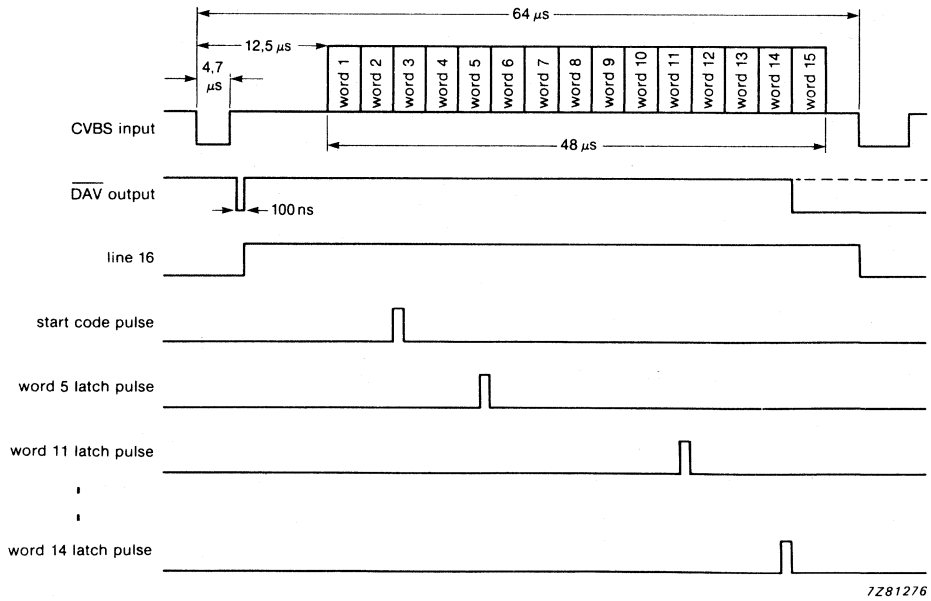 64 μs
12,5 μs
4,7
μs
word 1
word 2
word 3
word 4
word 5
word 6
word 7
word 8
word 9
word 10
word 11
word 12
word 13
word 14
word 15
CVBS input
48 μs
DAV output
100 ns
line 16
start code pulse
word 5 latch pulse
word 11 latch pulse
word 14 latch pulse
7Z81276